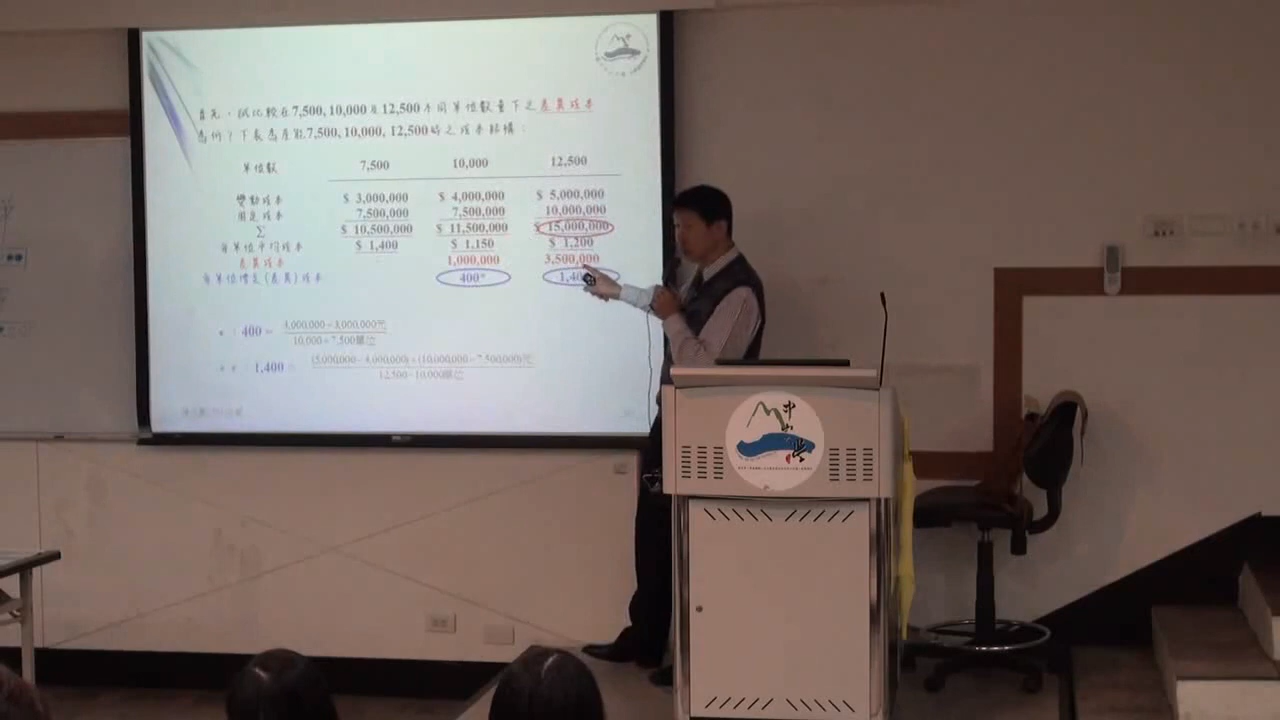 首先,試比較在7,500, 10,000及12,500不同單位數量下之差異成本
為何?下表為產能7,500, 10,000, 12,500時之成本結構:
單位數 7,500 10,000 12,500
變動成本 $ 3,000,000 $ 4,000,000 $ 5,000,000
固定成本 7,500,000 7,500,000 10,000,000
Σ $ 10,500,000 $ 11,500,000 $ 15,000,000
每單位平均成本 $ 1,400 $ 1,150 $ 1,200
差異成本 1,000,000 3,500,000
每單位增支(差異)成本 400* 1,40
* : 400 = 4,000,000 − 3,000,000元
10,000 − 7,500單位
* * : 1,400 = (5,000,000 − 4,000,000) + (10,000,000 − 7,500,000)元
12,500 − 10,000單位
中山